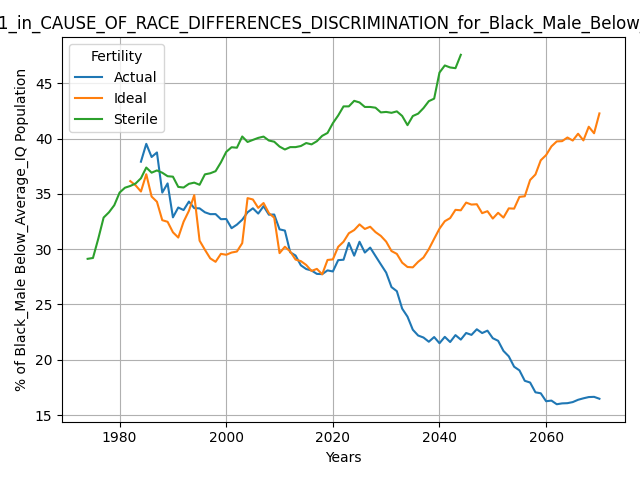 1_in_CAUSE_OF_RACE_DIFFERENCES_DISCRIMINATION_for_Black_Male_Below_
Fertility
Actual
Ideal
Sterile
% of Black_Male Below_Average_IQ Population
45
40
35
30
25
20
15
1980
2000
2020
2040
2060
Years